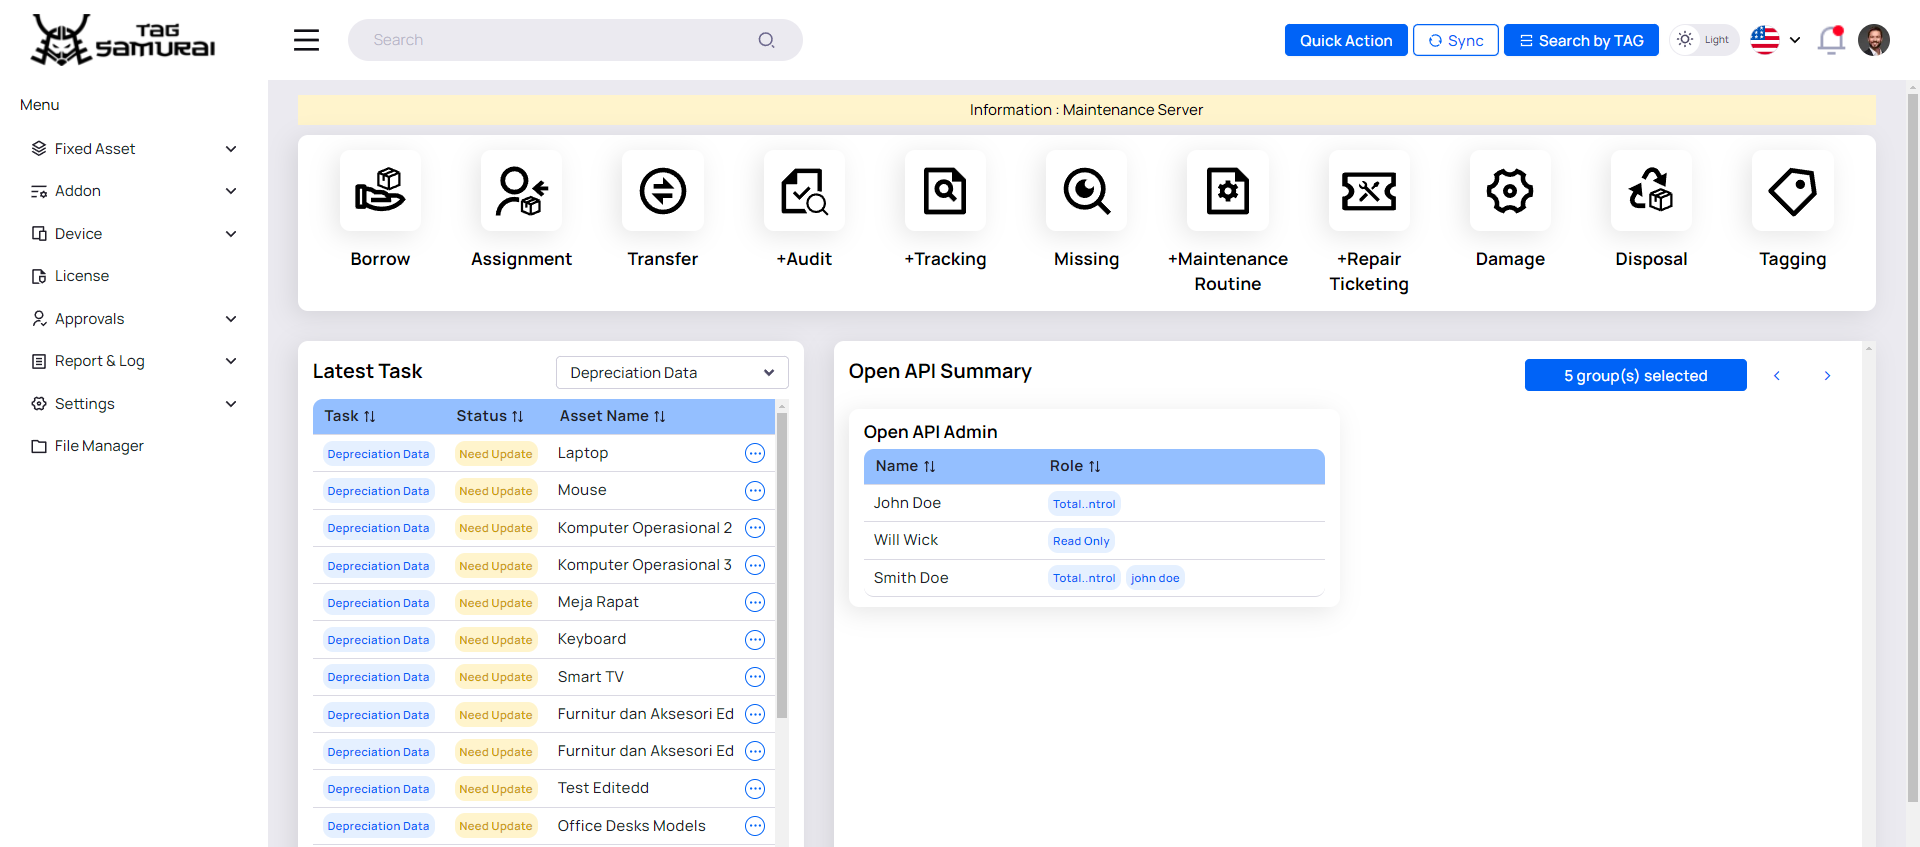 TAG
SAMURAI
Search
Quick Action
Sync
Search by TAG
Light
Menu
Fixed Asset
Addon
Device
License
Approvals
Report & Log
Settings
File Manager
Information : Maintenance Server
Borrow
Assignment
Transfer
+Audit
+Tracking
Missing
+Maintenance
Routine
+Repair
Ticketing
Damage
Disposal
Tagging
Latest Task
Depreciation Data
Task Status Asset Name
Depreciation Data Need Update Laptop
Depreciation Data Need Update Mouse
Depreciation Data Need Update Komputer Operasional 2
Depreciation Data Need Update Komputer Operasional 3
Depreciation Data Need Update Meja Rapat
Depreciation Data Need Update Keyboard
Depreciation Data Need Update Smart TV
Depreciation Data Need Update Furnitur dan Aksesori Ed
Depreciation Data Need Update Furnitur dan Aksesori Ed
Depreciation Data Need Update Test Editedd
Depreciation Data Need Update Office Desks Models
Open API Summary
5 group(s) selected
Open API Admin
Name Role
John Doe Total..ntrol
Will Wick Read Only
Smith Doe Total..ntrol john doe